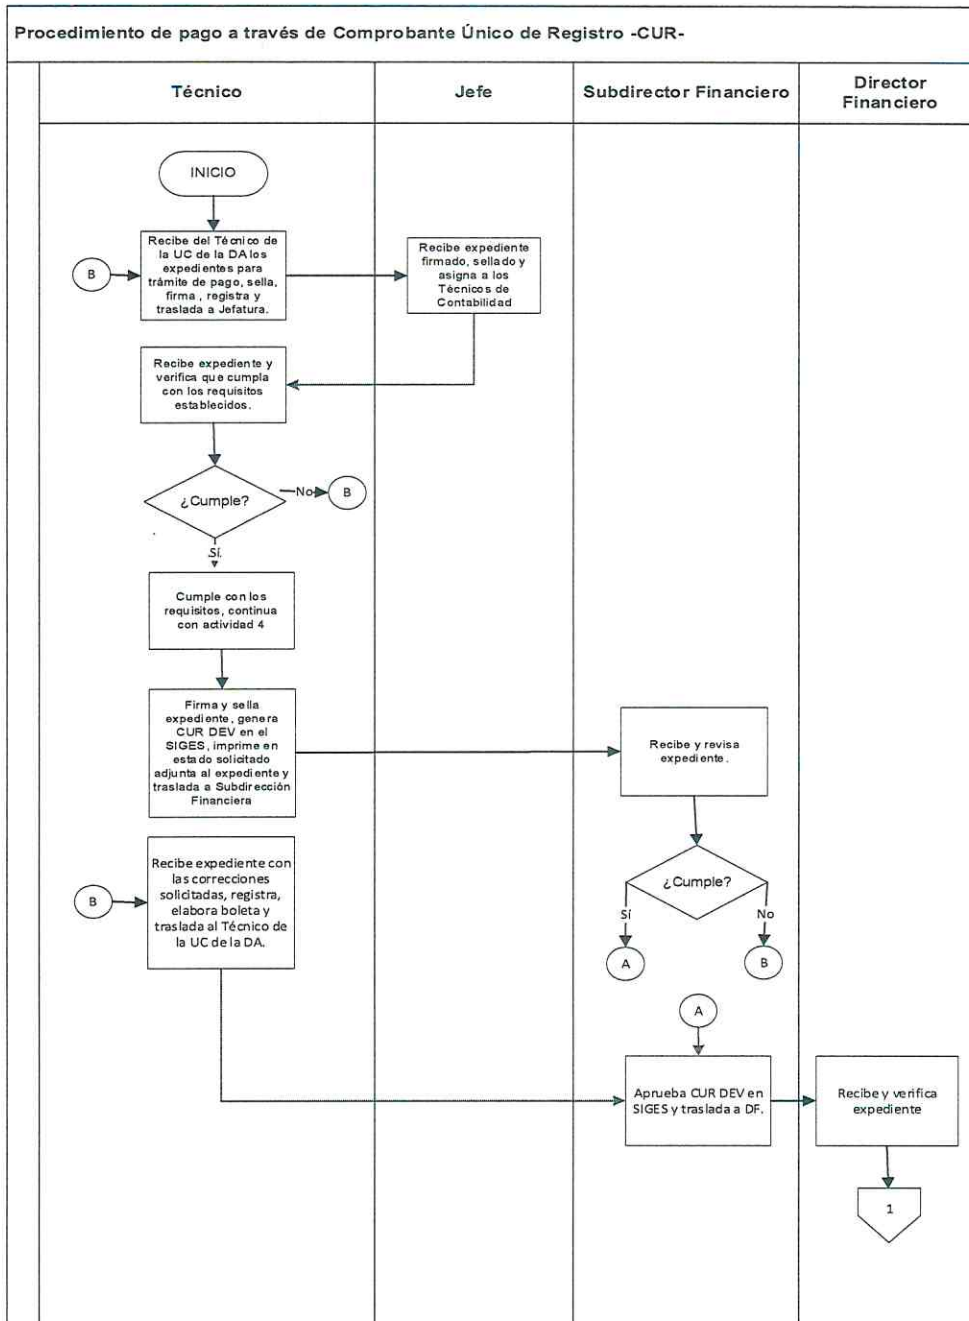 Procedimiento de pago a través de Comprobante Único de Registro -CUR-
Técnico
Jefe
Subdirector Financiero
Director
Financiero
INICIO
B
Recibe del Técnico de
la UC de la DA los
expedientes para
trámite de pago, sella,
firma , registra y
traslada a Jefatura.
Recibe expediente
firmado, sellado y
asigna a los
Técnicos de
Contabilidad
Recibe expediente y
verifica que cumpla
con los requisitos
establecidos.
¿Cumple?
No
B
Sí
Cumple con los
requisitos, continua
con actividad 4
Firma y sella
expediente, genera
CUR DEV en el
SIGES, imprime en
estado solicitado
adjunta al expediente y
traslada a Subdirección
Financiera
Recibe y revisa
expediente.
¿Cumple?
Sí
No
A
B
B
Recibe expediente con
las correcciones
solicitadas, registra,
elabora boleta y
traslada al Técnico de
la UC de la DA.
A
Aprueba CUR DEV en
SIGES y traslada a DF.
Recibe y verifica
expediente
1